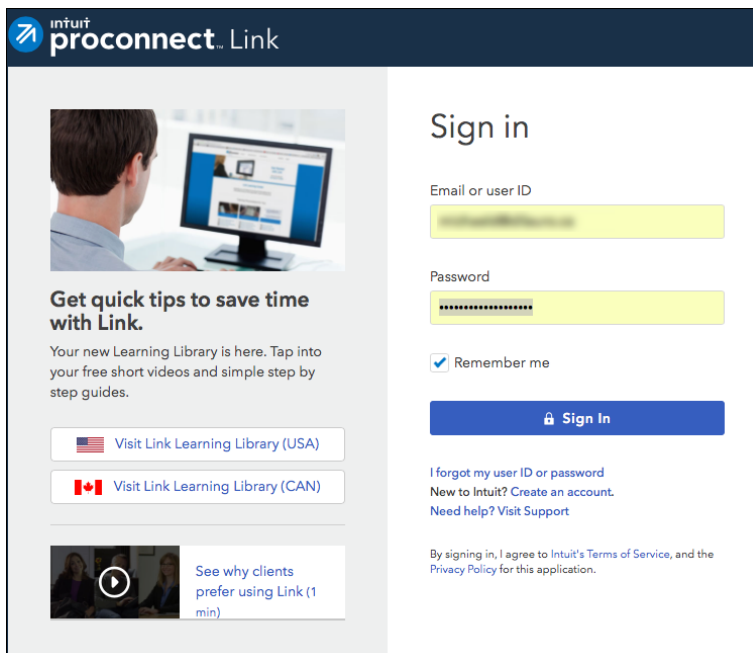 ıntuıt
proconnect™ Link
Get quick tips to save time
with Link.
Your new Learning Library is here. Tap into
your free short videos and simple step by
step guides.
Visit Link Learning Library (USA)
Visit Link Learning Library (CAN)
See why clients
prefer using Link (1
min)
Sign in
Email or user ID
Password
••••••••••••••••••
Remember me
Sign In
I forgot my user ID or password
New to Intuit? Create an account.
Need help? Visit Support
By signing in, I agree to Intuit's Terms of Service, and the
Privacy Policy for this application.